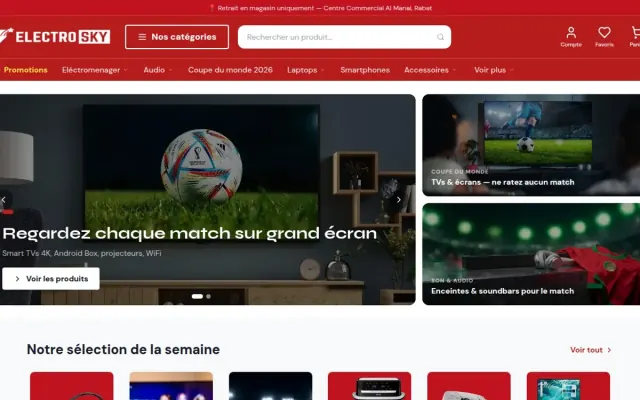 Retrait en magasin uniquement — Centre Commercial Al Manal, Rabat
ELECTRO SKY
Nos catégories
Rechercher un produit...
Compte
Favoris
Promotions
Eléctromenager
Audio
Coupe du monde 2026
Laptops
Smartphones
Accessoires
Voir plus
Regardez chaque match sur grand écran
Smart TVs 4K, Android Box, projecteurs, WiFi
Voir les produits
COUPE DU MONDE
TVs & écrans — ne ratez aucun match
SON & AUDIO
Enceintes & soundbars pour le match
Notre sélection de la semaine
Voir tout